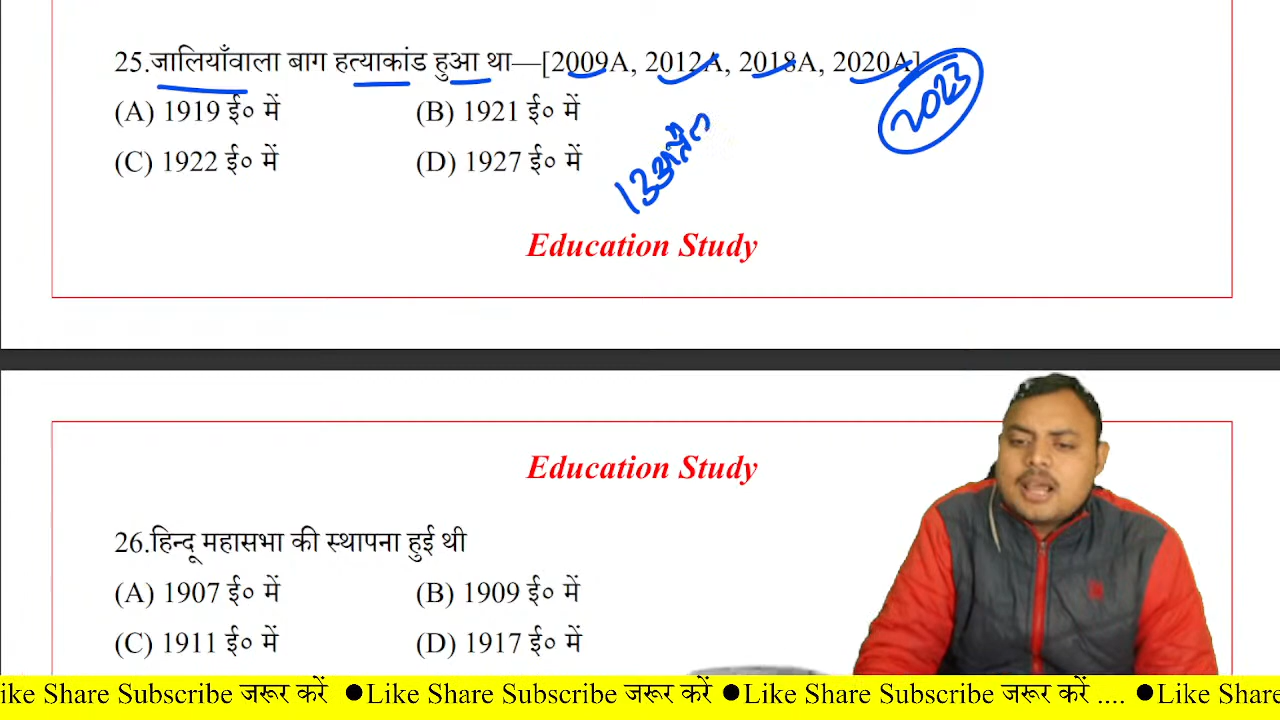 25.जालियाँवाला बाग हत्याकांड हुआ था—[2009A, 2012A, 2018A, 2020A]
2023
(A) 1919 ई० में (B) 1921 ई० में
(C) 1922 ई० में (D) 1927 ई० में
13 अप्रैल
Education Study
Education Study
26.हिन्दू महासभा की स्थापना हुई थी
(A) 1907 ई० में (B) 1909 ई० में
(C) 1911 ई० में (D) 1917 ई० में
ike Share Subscribe जरूर करें ●Like Share Subscribe जरूर करें ●Like Share Subscribe जरूर करें .... ●Like Share